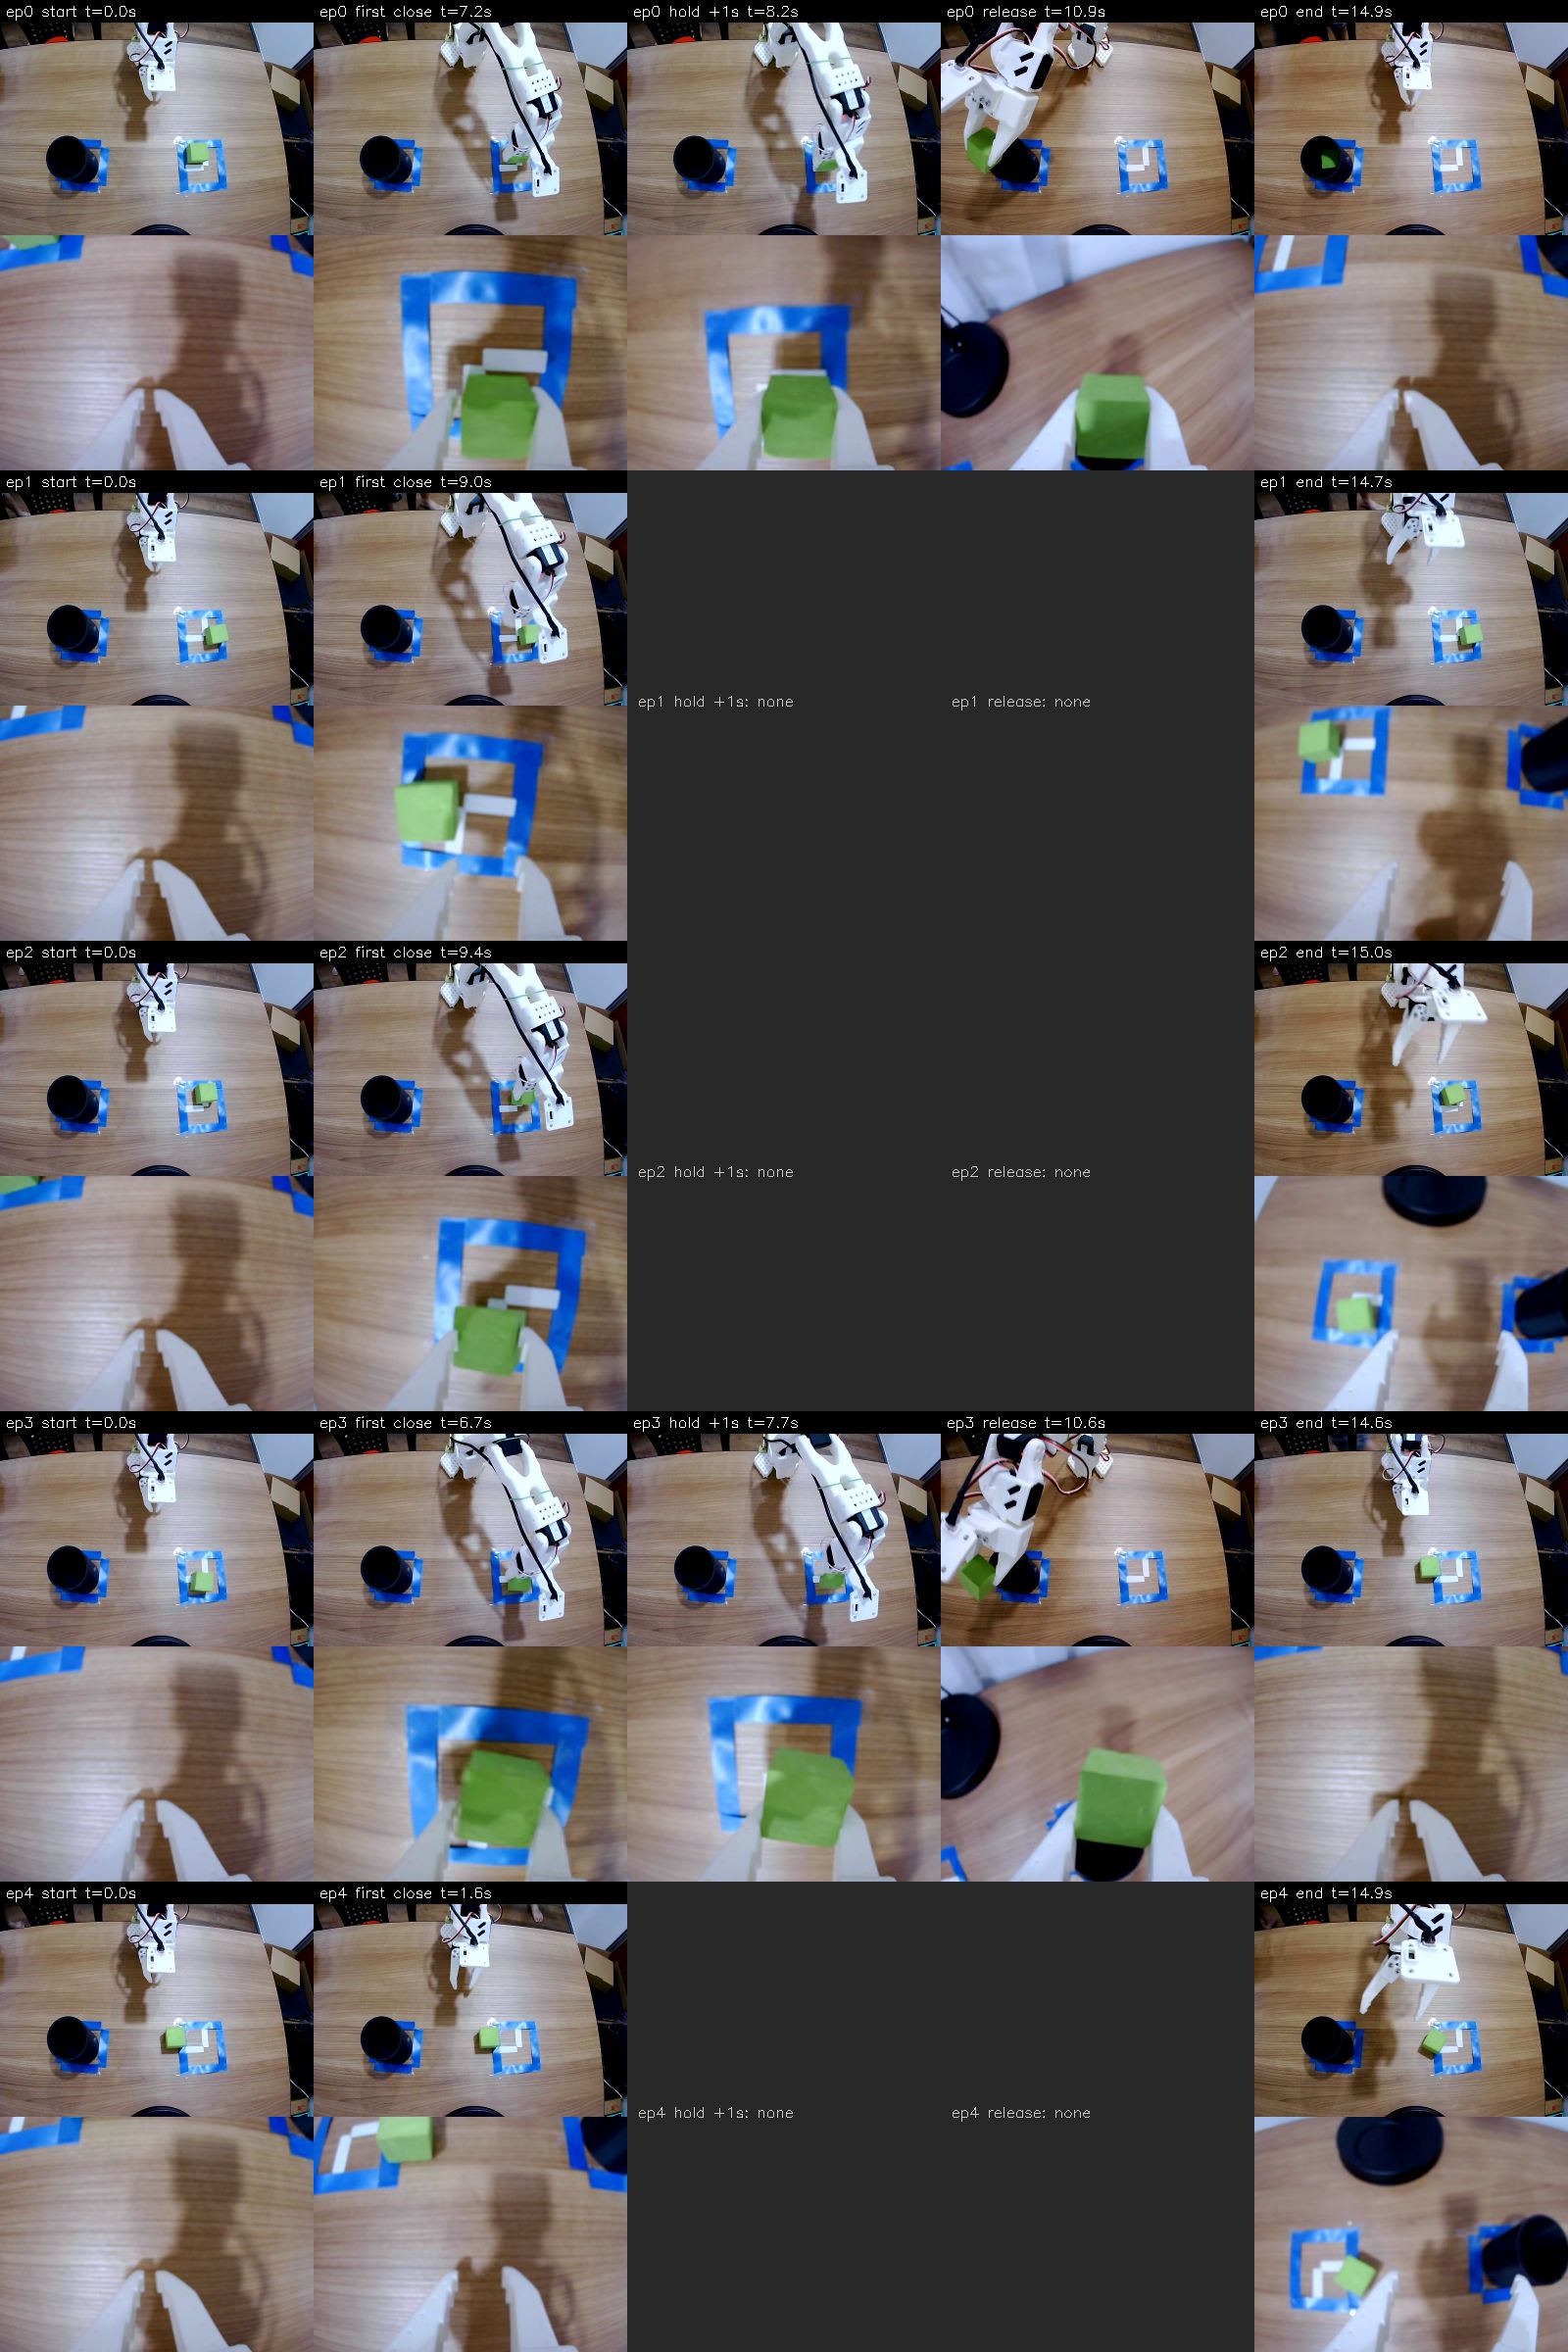 ep0 start t=0.0s
ep0 first close t=7.2s
ep0 hold +1s t=8.2s
ep0 release t=10.9s
ep0 end t=14.9s
ep1 start t=0.0s
ep1 first close t=9.0s
ep1 end t=14.7s
ep1 hold +1s: none
ep1 release: none
ep2 start t=0.0s
ep2 first close t=9.4s
ep2 end t=15.0s
ep2 hold +1s: none
ep2 release: none
ep3 start t=0.0s
ep3 first close t=6.7s
ep3 hold +1s t=7.7s
ep3 release t=10.6s
ep3 end t=14.6s
ep4 start t=0.0s
ep4 first close t=1.6s
ep4 end t=14.9s
ep4 hold +1s: none
ep4 release: none